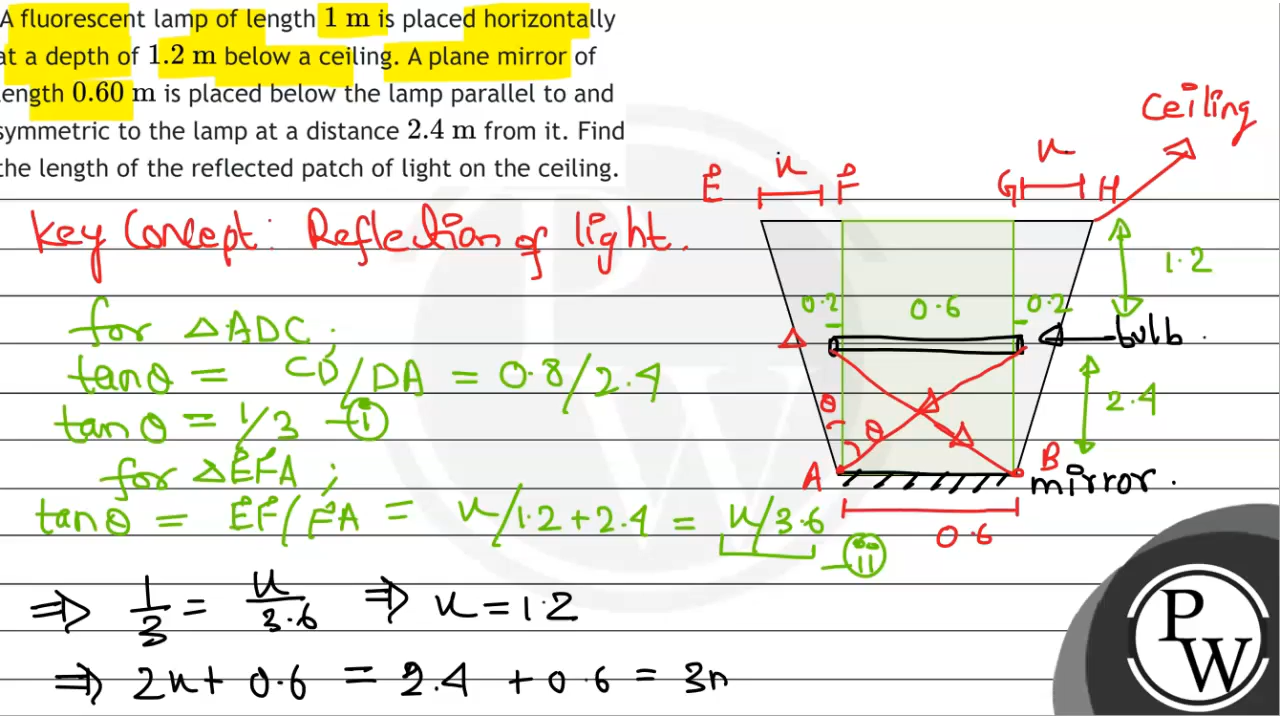 A fluorescent lamp of length 1 m is placed horizontally
at a depth of 1.2 m below a ceiling. A plane mirror of
length 0.60 m is placed below the lamp parallel to and
symmetric to the lamp at a distance 2.4 m from it. Find
the length of the reflected patch of light on the ceiling.
Ceiling
E x F G x H
Key Concept: Reflection of light.
1.2
for △ADC;
0.2 0.6 0.2
bulb.
tanθ = CD/DA = 0.8/2.4
2.4
tanθ = 1/3 -(i)
θ θ
for △EFA;
A B
mirror.
tanθ = EF/FA = x/1.2+2.4 = x/3.6 -(ii)
0.6
⇒ 1/3 = x/3.6 ⇒ x = 1.2
⇒ 2x + 0.6 = 2.4 + 0.6 = 3m
PW